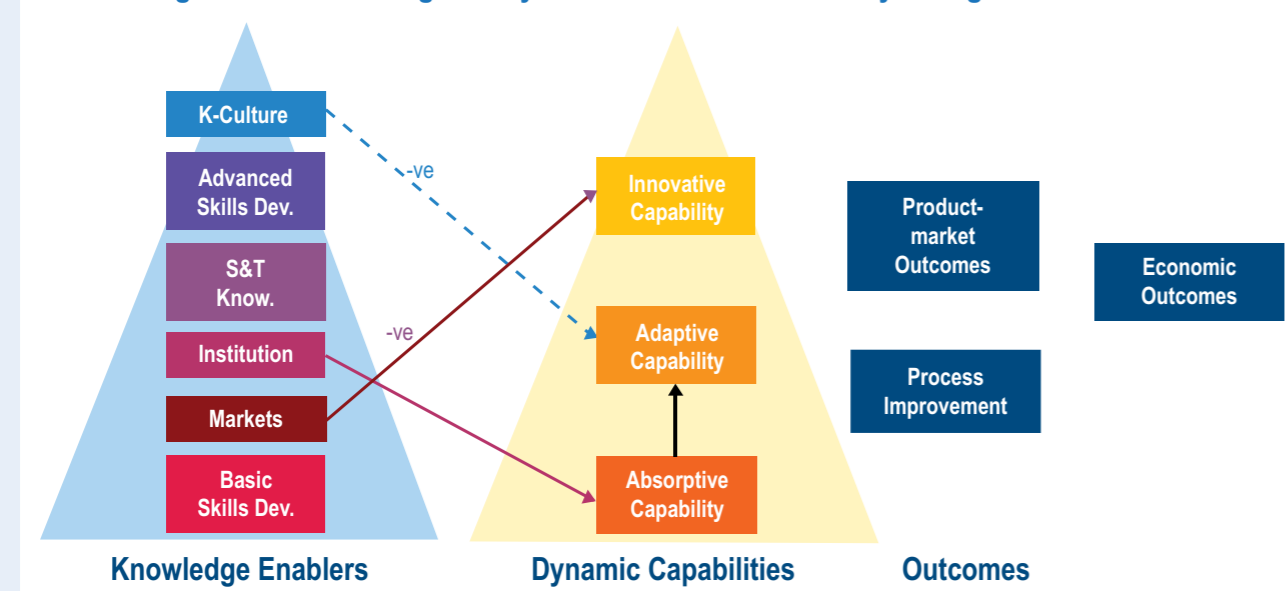 K-Culture
Advanced
Skills Dev.
S&T
Know.
Institution
Markets
Basic
Skills Dev.
-ve
-ve
Innovative
Capability
Adaptive
Capability
Absorptive
Capability
Product-
market
Outcomes
Process
Improvement
Economic
Outcomes
Knowledge Enablers
Dynamic Capabilities
Outcomes